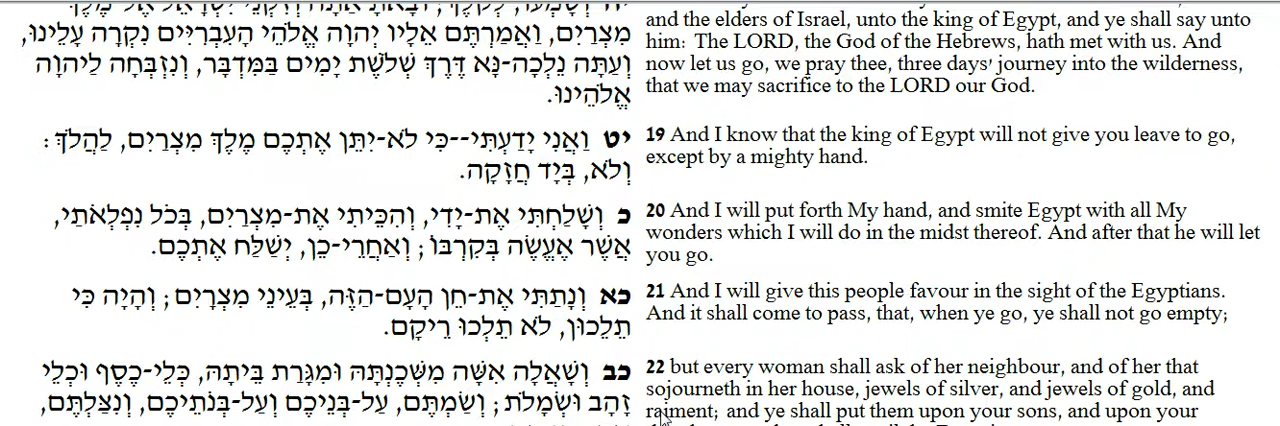 מִצְרַיִם, וַאֲמַרְתֶּם אֵלָיו יְהוָה אֱלֹהֵי הָעִבְרִיִּים נִקְרָה עָלֵינוּ,
וְעַתָּה נֵלְכָה-נָּא דֶּרֶךְ שְׁלֹשֶׁת יָמִים בַּמִּדְבָּר, וְנִזְבְּחָה לַיהוָה
אֱלֹהֵינוּ.
and the elders of Israel, unto the king of Egypt, and ye shall say unto
him: The LORD, the God of the Hebrews, hath met with us. And
now let us go, we pray thee, three days' journey into the wilderness,
that we may sacrifice to the LORD our God.
יט וַאֲנִי יָדַעְתִּי--כִּי לֹא-יִתֵּן אֶתְכֶם מֶלֶךְ מִצְרַיִם, לַהֲלֹךְ:
וְלֹא, בְּיָד חֲזָקָה.
19 And I know that the king of Egypt will not give you leave to go,
except by a mighty hand.
כ וְשָׁלַחְתִּי אֶת-יָדִי, וְהִכֵּיתִי אֶת-מִצְרַיִם, בְּכֹל נִפְלְאֹתַי,
אֲשֶׁר אֶעֱשֶׂה בְּקִרְבּוֹ; וְאַחֲרֵי-כֵן, יְשַׁלַּח אֶתְכֶם.
20 And I will put forth My hand, and smite Egypt with all My
wonders which I will do in the midst thereof. And after that he will let
you go.
כא וְנָתַתִּי אֶת-חֵן הָעָם-הַזֶּה, בְּעֵינֵי מִצְרָיִם; וְהָיָה כִּי
תֵלֵכוּן, לֹא תֵלְכוּ רֵיקָם.
21 And I will give this people favour in the sight of the Egyptians.
And it shall come to pass, that, when ye go, ye shall not go empty;
כב וְשָׁאֲלָה אִשָּׁה מִשְּׁכֶנְתָּהּ וּמִגָּרַת בֵּיתָהּ, כְּלֵי-כֶסֶף וּכְלֵי
זָהָב וּשְׂמָלֹת; וְשַׂמְתֶּם, עַל-בְּנֵיכֶם וְעַל-בְּנֹתֵיכֶם, וְנִצַּלְתֶּם,
22 but every woman shall ask of her neighbour, and of her that
sojourneth in her house, jewels of silver, and jewels of gold, and
raiment; and ye shall put them upon your sons, and upon your